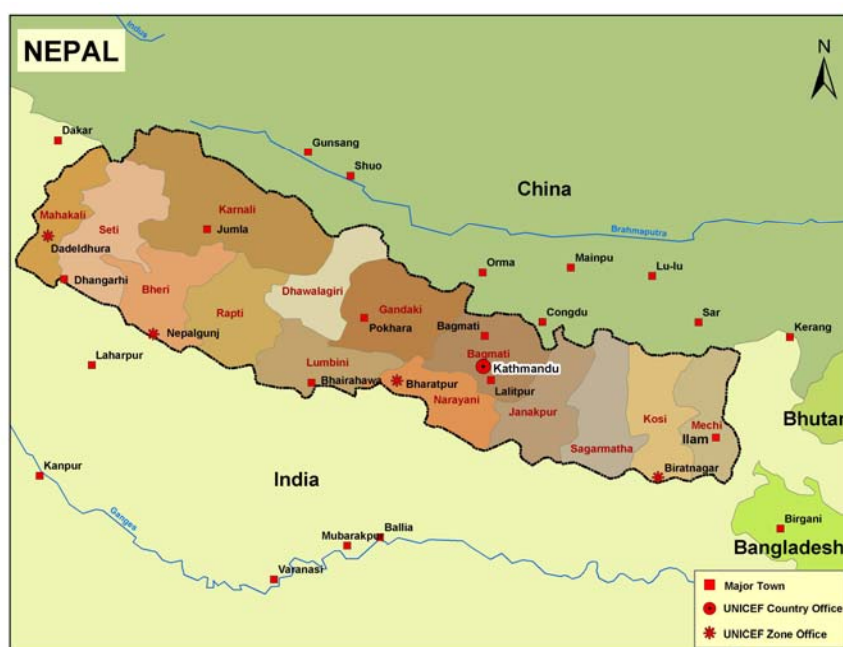 Indus
NEPAL
N
Dakar
Gunsang
Shuo
China
Karnali
Mahakali
Seti
Jumla
Brahmaputra
Dadeldhura
Orma
Mainpu
Lu-lu
Dhangarhi
Bheri
Dhawalagiri
Rapti
Gandaki
Pokhara
Bagmati
Congdu
Sar
Kerang
Nepalgunj
Laharpur
Lumbini
Bagmati
Kathmandu
Bhairahawa
Bharatpur
Lalitpur
Narayani
Janakpur
Kosi
Mechi
Bhutan
Ilam
Sagarmatha
Biratnagar
Kanpur
India
Ganges
Mubarakpur
Ballia
Birgani
Bangladesh
Varanasi
Major Town
UNICEF Country Office
UNICEF Zone Office